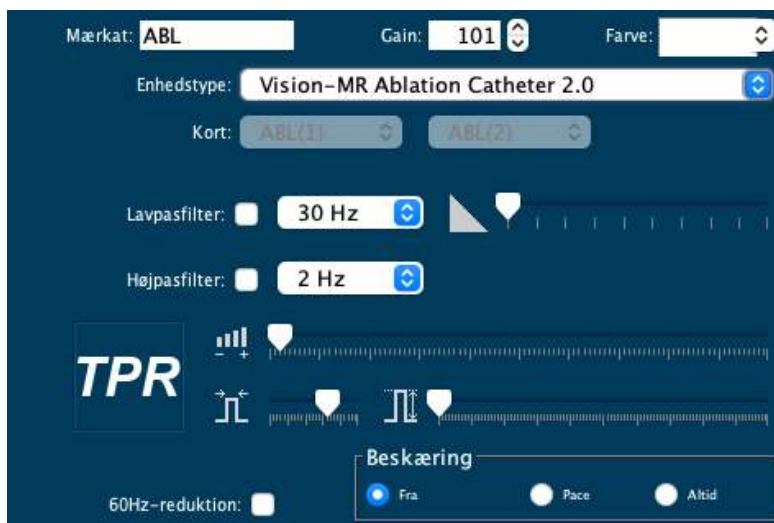 Mærkat: ABL Gain: 101 Farve:
Enhedstype: Vision-MR Ablation Catheter 2.0
Kort: ABL(1) ABL(2)
Lavpasfilter: 30 Hz
Højpasfilter: 2 Hz
TPR
- +
Beskæring
60Hz-reduktion: Fra Pace Altid